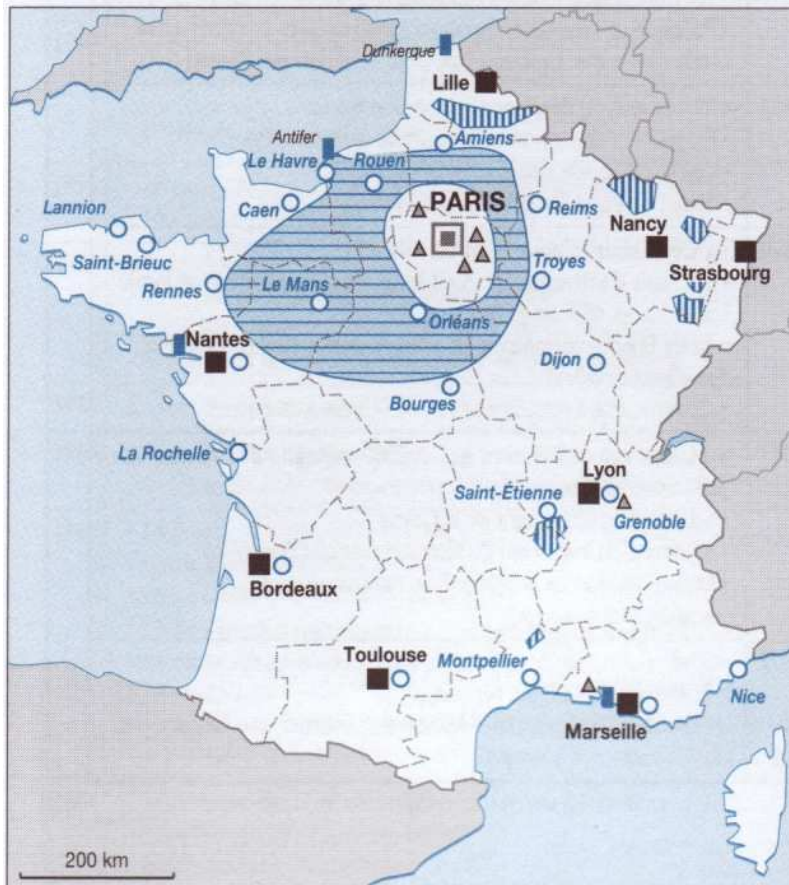 Dunkerque
Lille
Antifer
Amiens
Le Havre
Rouen
PARIS
Caen
Reims
Nancy
Lannion
Saint-Brieuc
Strasbourg
Troyes
Rennes
Le Mans
Orléans
Nantes
Dijon
Bourges
La Rochelle
Lyon
Saint-Étienne
Grenoble
Bordeaux
Toulouse
Montpellier
Nice
Marseille
200 km